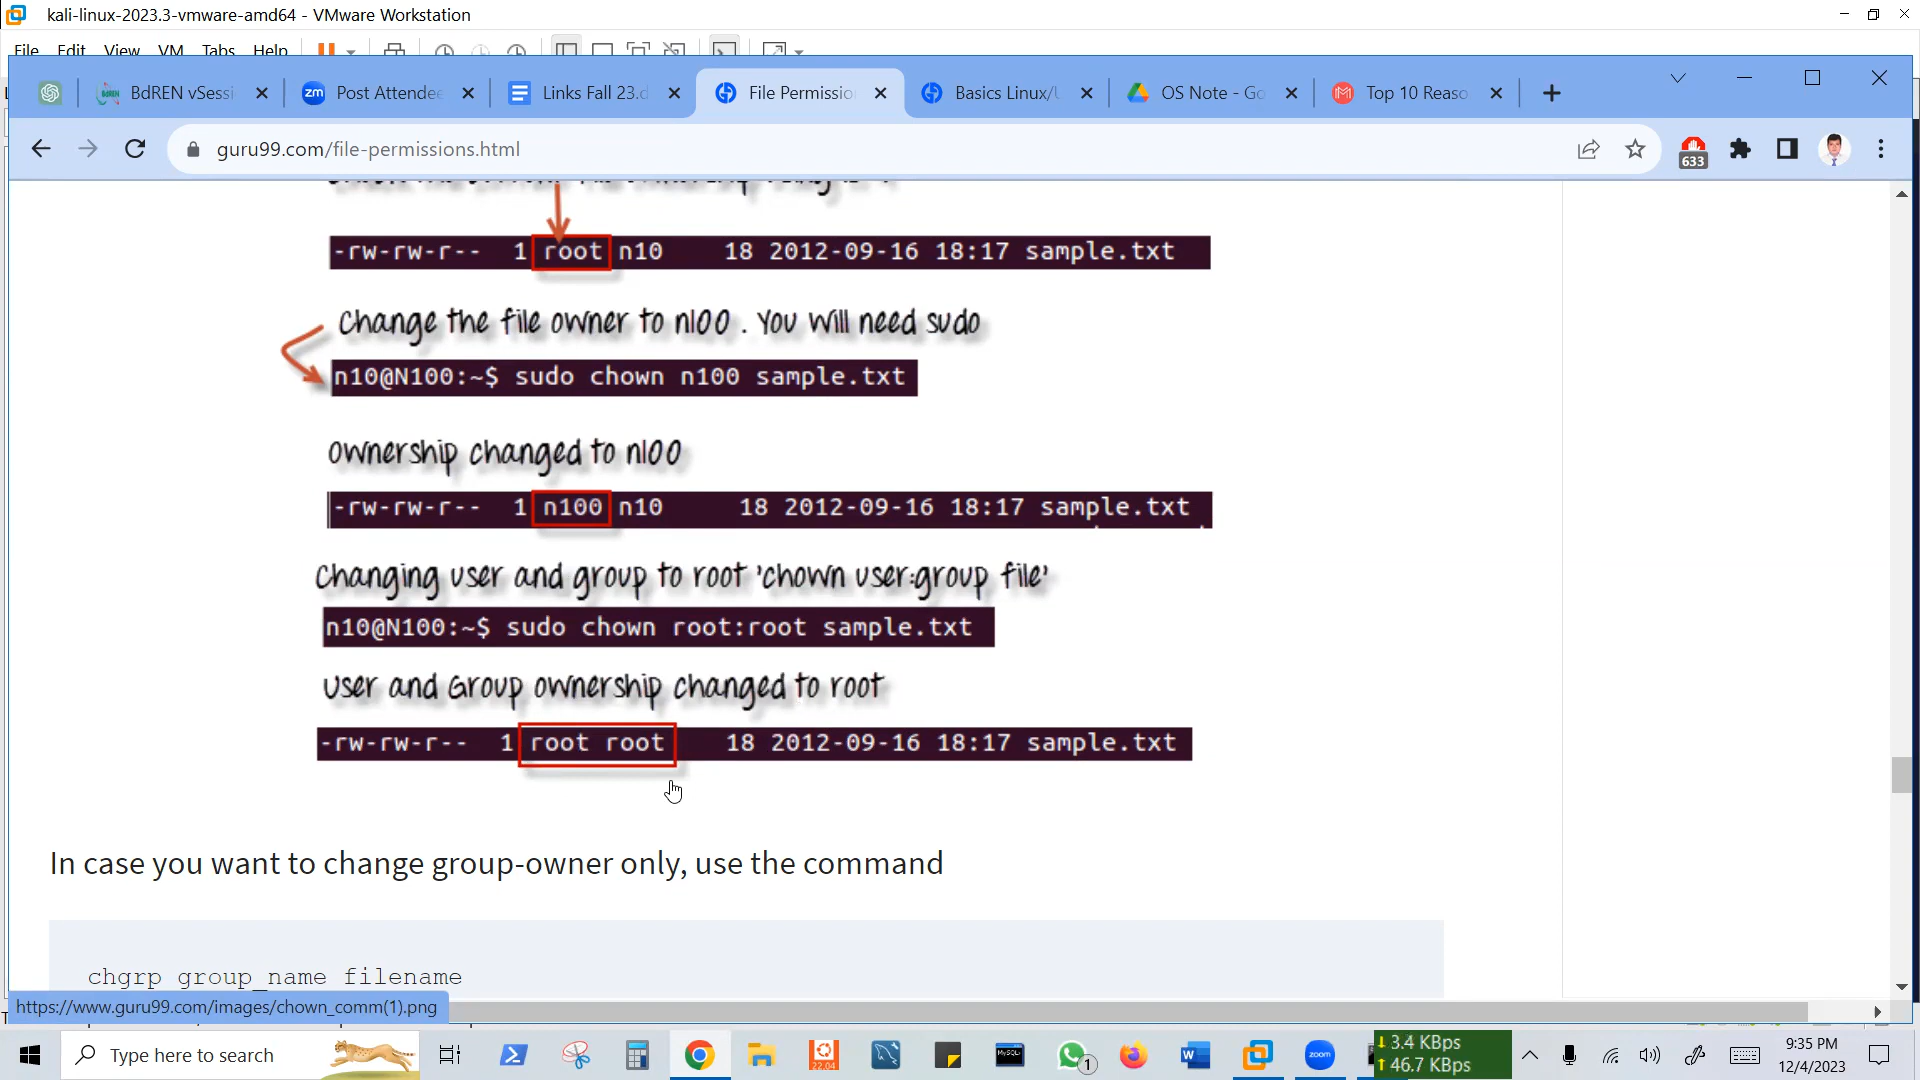 kali-linux-2023.3-vmware-amd64 - VMware Workstation
File Edit View VM Tabs Help
BdREN vSessi
zm Post Attendee
Links Fall 23.d
File Permissio
Basics Linux/U
OS Note - Go
Top 10 Reaso
guru99.com/file-permissions.html
633
-rw-rw-r-- 1 root n10 18 2012-09-16 18:17 sample.txt
Change the file owner to n100 . You will need sudo
n10@N100:~$ sudo chown n100 sample.txt
ownership changed to n100
-rw-rw-r-- 1 n100 n10 18 2012-09-16 18:17 sample.txt
Changing user and group to root 'chown user:group file'
n10@N100:~$ sudo chown root:root sample.txt
User and Group ownership changed to root
-rw-rw-r-- 1 root root 18 2012-09-16 18:17 sample.txt
In case you want to change group-owner only, use the command
chgrp group_name filename
https://www.guru99.com/images/chown_comm(1).png
Type here to search
22.04
MySQL
1
W
zoom
3.4 KBps
46.7 KBps
9:35 PM
12/4/2023